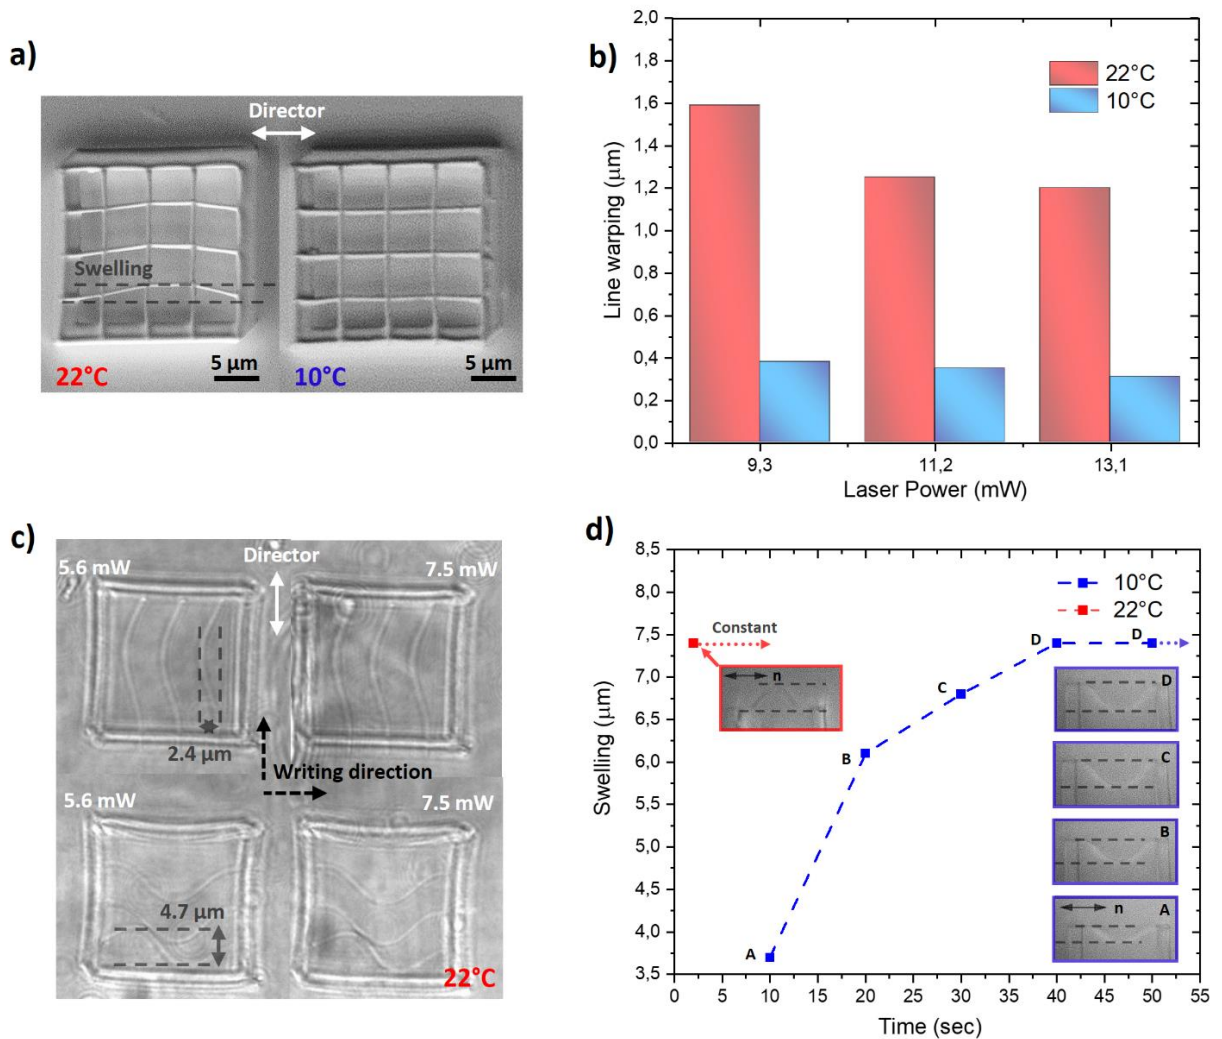 a)
Director
Swelling
5 µm
5 µm
22°C
10°C
b)
2,0
1,8
1,6
1,4
1,2
1,0
0,8
0,6
0,4
0,2
0,0
Line warping (µm)
22°C
10°C
9,3
11,2
13,1
Laser Power (mW)
c)
5.6 mW
Director
7.5 mW
2.4 µm
Writing direction
5.6 mW
7.5 mW
4.7 µm
22°C
d)
8,5
8,0
7,5
7,0
6,5
6,0
5,5
5,0
4,5
4,0
3,5
Swelling (µm)
10°C
22°C
Constant
n
A
B
C
D
D
D
C
B
n
A
0
5
10
15
20
25
30
35
40
45
50
55
Time (sec)